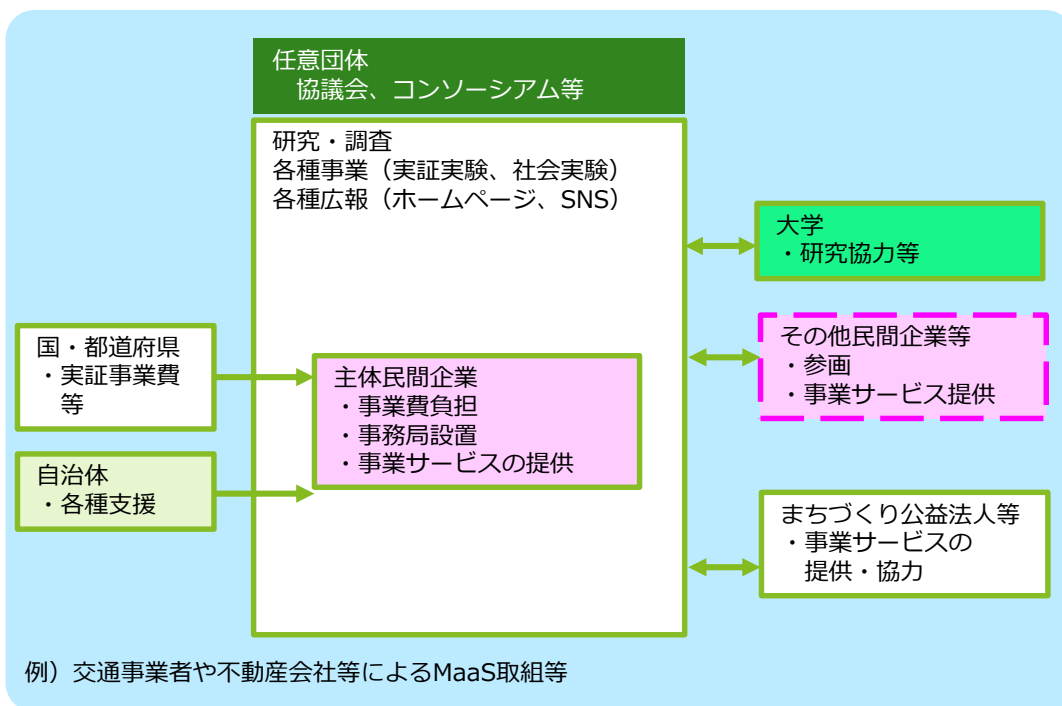 任意団体
協議会、コンソーシアム等
研究・調査
各種事業（実証実験、社会実験）
各種広報（ホームページ、SNS）
国・都道府県
・実証事業費
等
自治体
・各種支援
主体民間企業
・事業費負担
・事務局設置
・事業サービスの提供
大学
・研究協力等
その他民間企業等
・参画
・事業サービス提供
まちづくり公益法人等
・事業サービスの
提供・協力
例）交通事業者や不動産会社等によるMaaS取組等